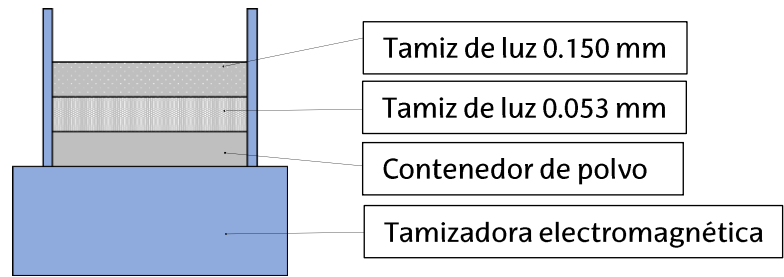 Tamiz de luz 0.150 mm
Tamiz de luz 0.053 mm
Contenedor de polvo
Tamizadora electromagnética